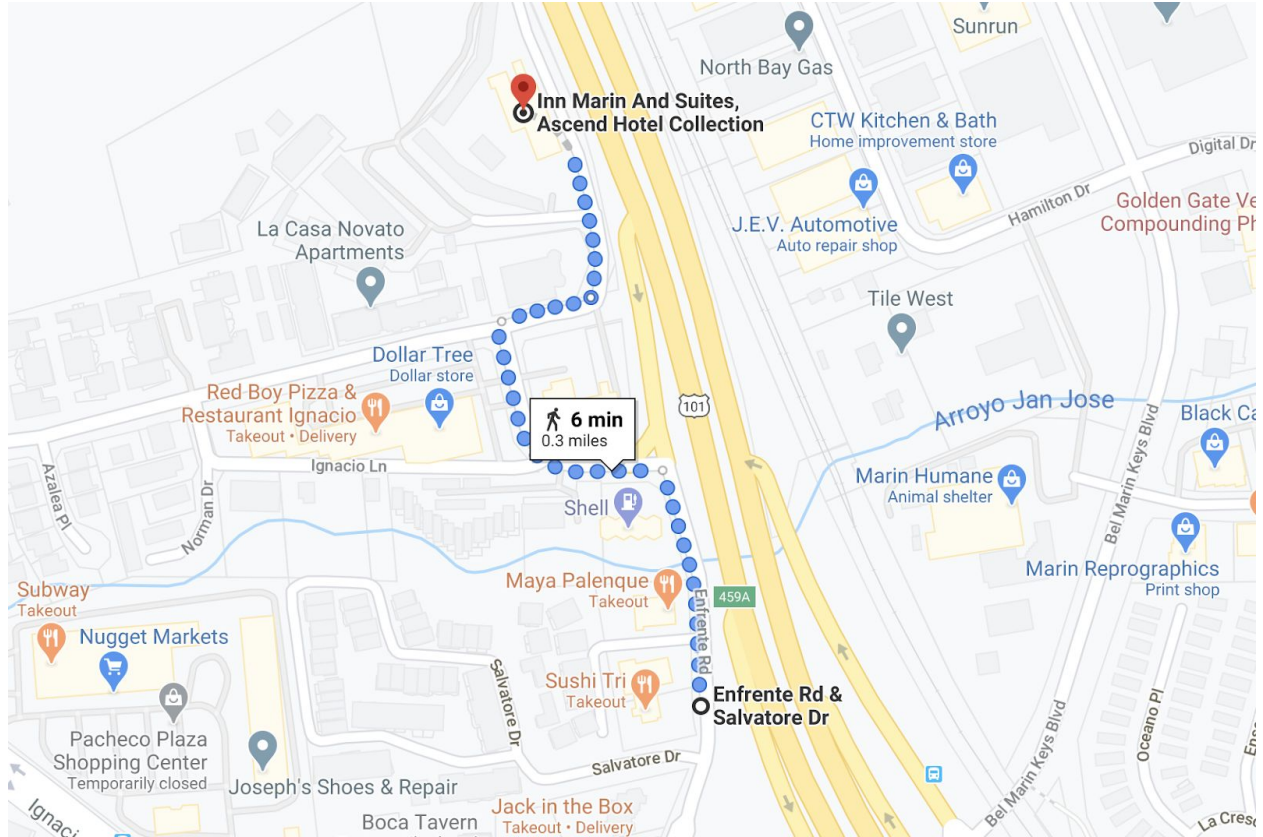 Sunrun
North Bay Gas
Inn Marin And Suites,
Ascend Hotel Collection
CTW Kitchen & Bath
Home improvement store
Digital Dr
Hamilton Dr
Golden Gate Ve
Compounding Ph
J.E.V. Automotive
Auto repair shop
La Casa Novato
Apartments
Tile West
Dollar Tree
Dollar store
Red Boy Pizza &
Restaurant Ignacio
Takeout • Delivery
101
Arroyo Jan Jose
Black Ca
6 min
0.3 miles
Ignacio Ln
Azalea Pl
Norman Dr
Shell
Marin Humane
Animal shelter
Bel Marin Keys Blvd
Marin Reprographics
Print shop
Maya Palenque
Takeout
459A
Enfrente Rd
Subway
Takeout
Nugget Markets
Sushi Tri
Takeout
Enfrente Rd &
Salvatore Dr
Salvatore Dr
Oceano Pl
Pacheco Plaza
Shopping Center
Temporarily closed
Salvatore Dr
Joseph's Shoes & Repair
Bel Marin Keys Blvd
Ignaci
Boca Tavern
Jack in the Box
Takeout • Delivery
La Cresc